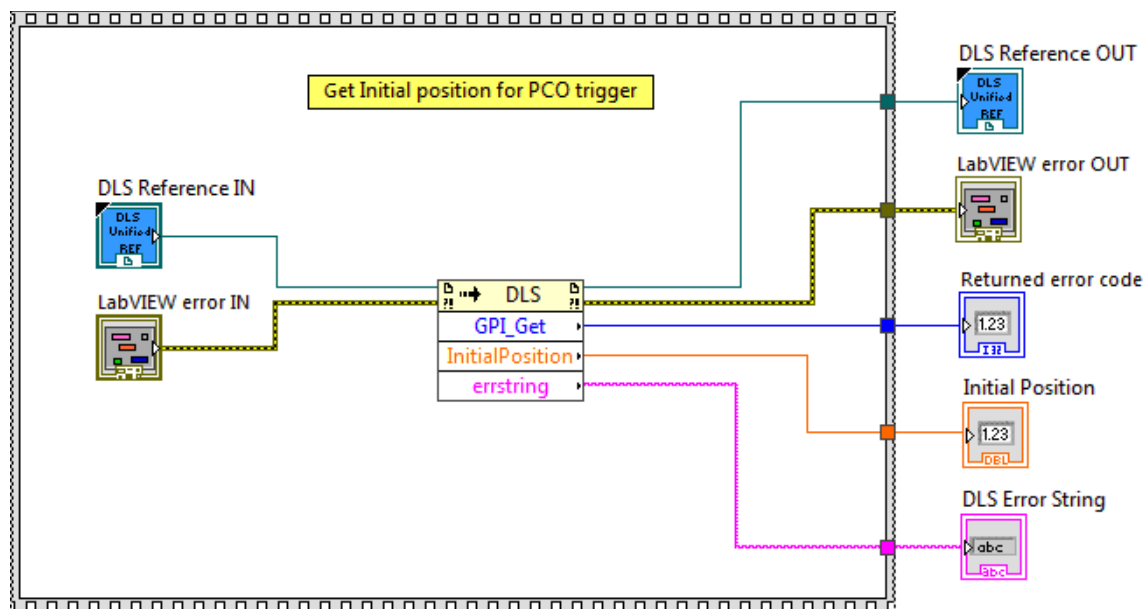 DLS Reference OUT
DLS
Unified
REF
Get Initial position for PCO trigger
LabVIEW error OUT
DLS Reference IN
DLS
Unified
REF
LabVIEW error IN
DLS
GPI_Get
InitialPosition
errstring
Returned error code
1.23
I32
Initial Position
1.23
DBL
DLS Error String
abc
abc